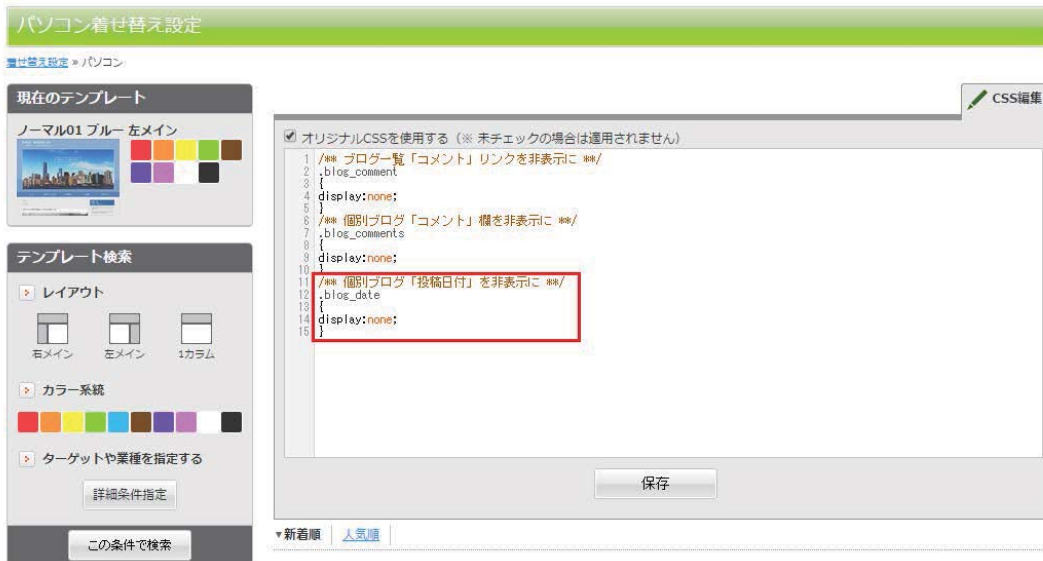 パソコン着せ替え設定
着せ替え設定 » パソコン
現在のテンプレート
ノーマル01 ブルー 左メイン
テンプレート検索
レイアウト
右メイン 左メイン 1カラム
カラー系統
ターゲットや業種を指定する
詳細条件指定
この条件で検索
CSS編集
オリジナルCSSを使用する（※ 未チェックの場合は適用されません）
1 /** ブログ一覧「コメント」リンクを非表示に **/
2 .blog_comment
3 {
4 display:none;
5 }
6 /** 個別ブログ「コメント」欄を非表示に **/
7 .blog_comments
8 {
9 display:none;
10 }
11 /** 個別ブログ「投稿日付」を非表示に **/
12 .blog_date
13 {
14 display:none;
15 }
保存
▼新着順 人気順